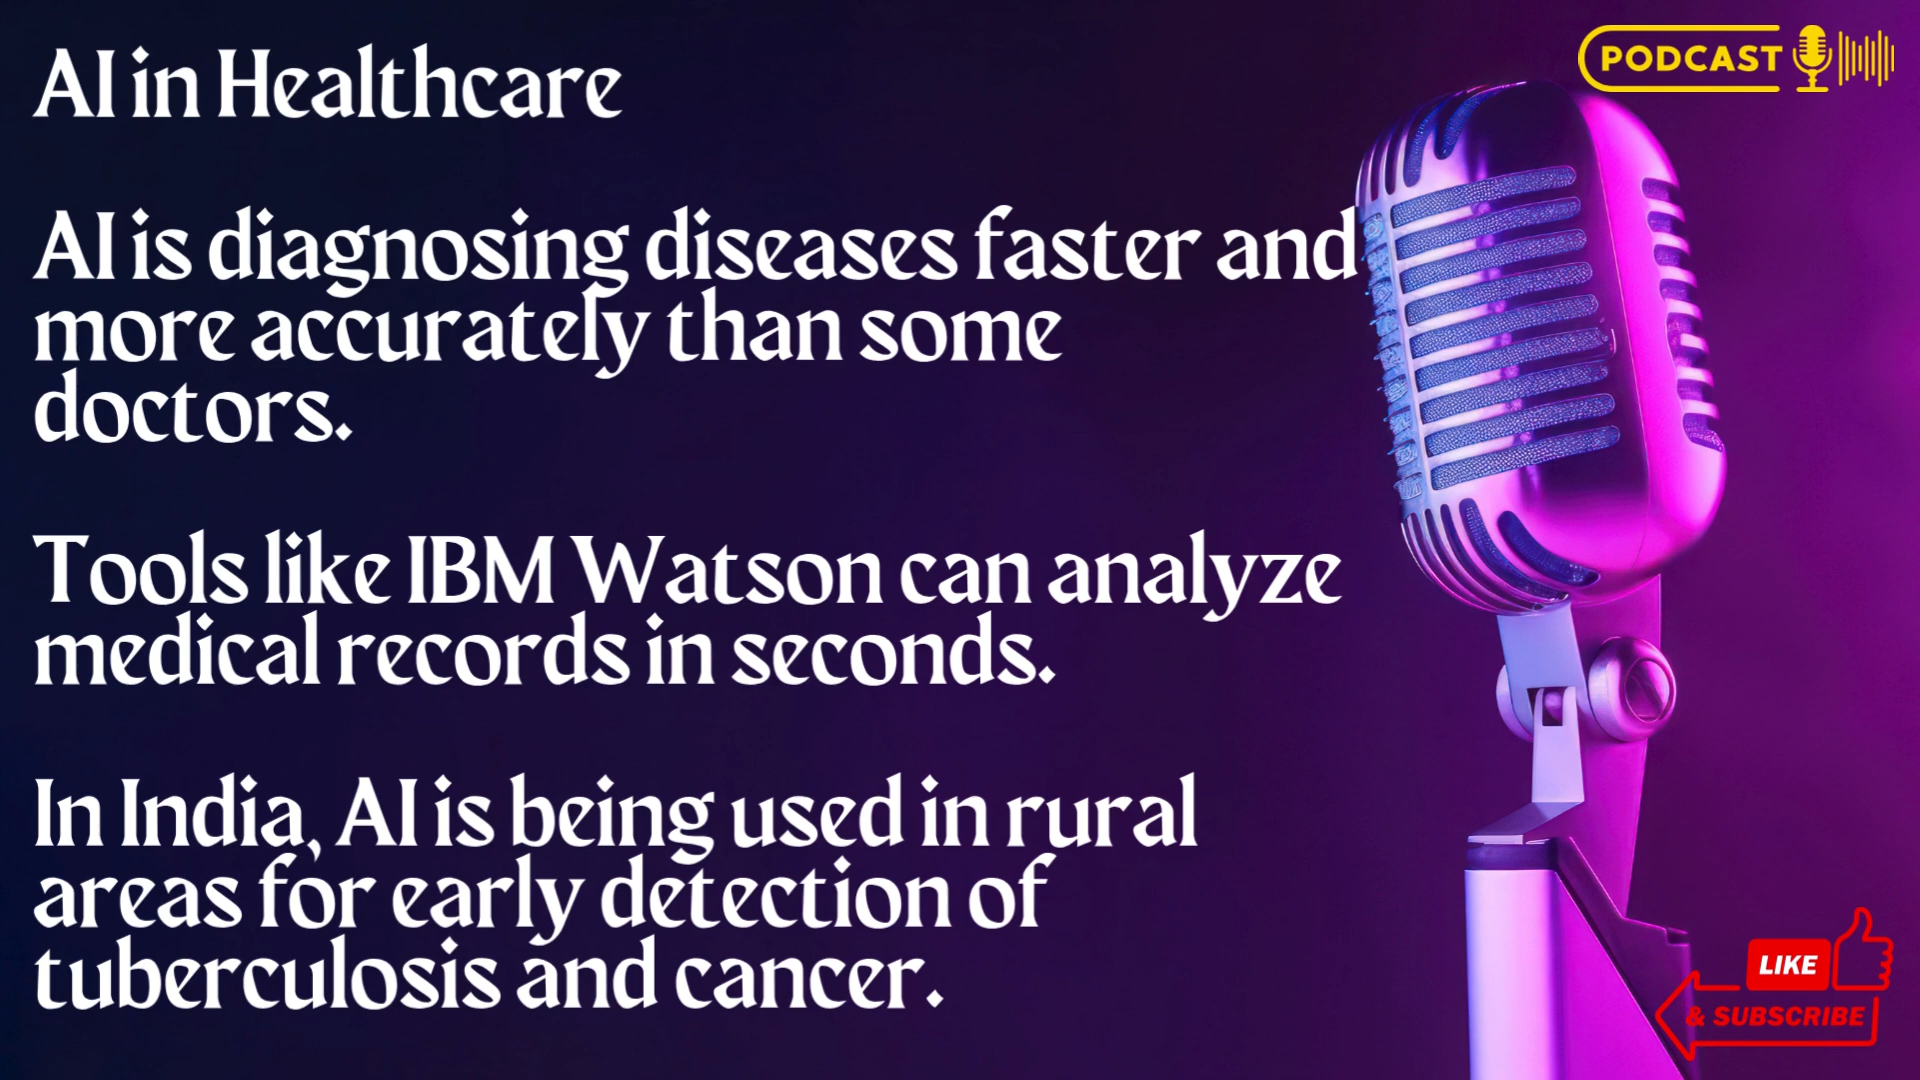 PODCAST
AI in Healthcare
AI is diagnosing diseases faster and
more accurately than some
doctors.
Tools like IBM Watson can analyze
medical records in seconds.
In India, AI is being used in rural
areas for early detection of
tuberculosis and cancer.
LIKE
& SUBSCRIBE